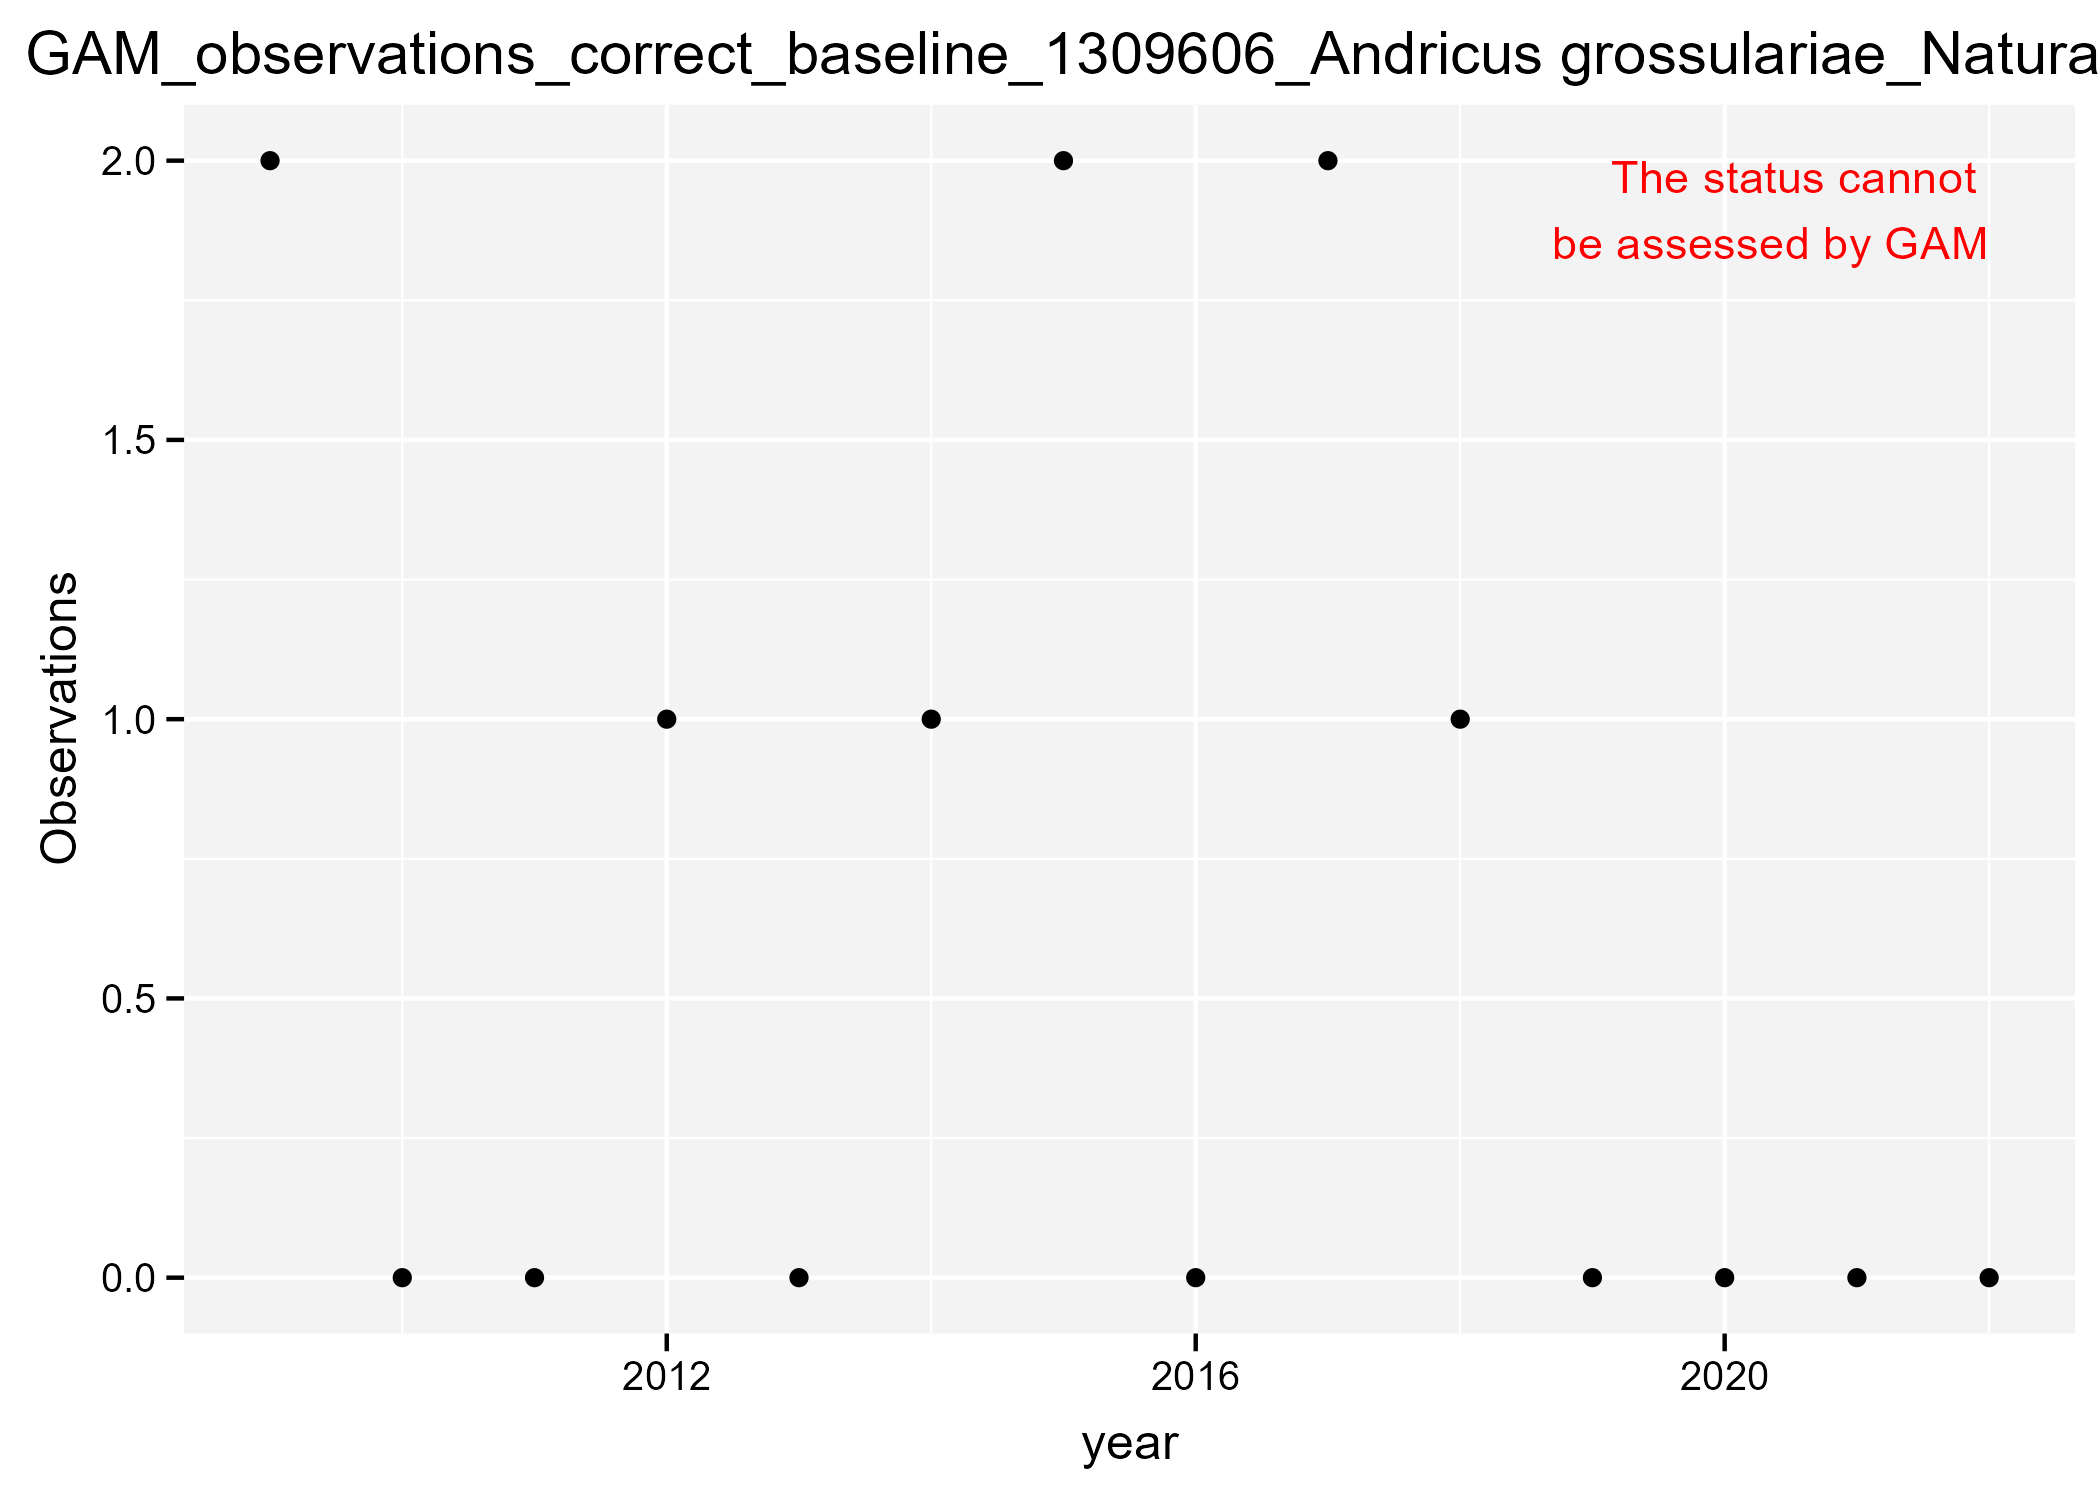 GAM_observations_correct_baseline_1309606_Andricus grossulariae_Natura
2.0
The status cannot
be assessed by GAM
1.5
Observations
1.0
0.5
0.0
2012
2016
2020
year